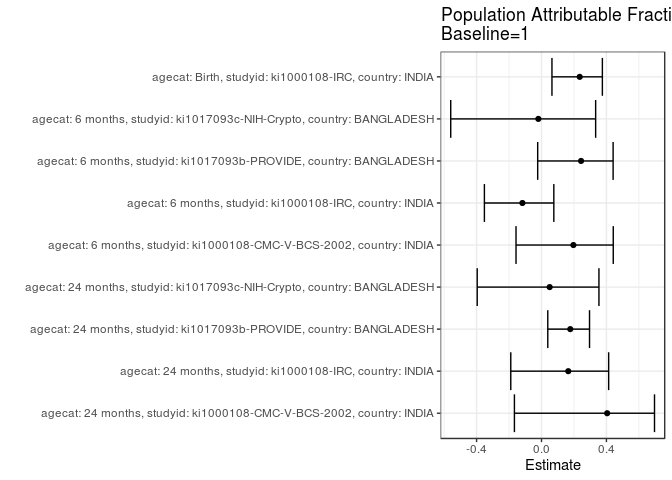 Population Attributable Fracti
Baseline=1
agecat: Birth, studyid: ki1000108-IRC, country: INDIA
agecat: 6 months, studyid: ki1017093c-NIH-Crypto, country: BANGLADESH
agecat: 6 months, studyid: ki1017093b-PROVIDE, country: BANGLADESH
agecat: 6 months, studyid: ki1000108-IRC, country: INDIA
agecat: 6 months, studyid: ki1000108-CMC-V-BCS-2002, country: INDIA
agecat: 24 months, studyid: ki1017093c-NIH-Crypto, country: BANGLADESH
agecat: 24 months, studyid: ki1017093b-PROVIDE, country: BANGLADESH
agecat: 24 months, studyid: ki1000108-IRC, country: INDIA
agecat: 24 months, studyid: ki1000108-CMC-V-BCS-2002, country: INDIA
-0.4 0.0 0.4
Estimate